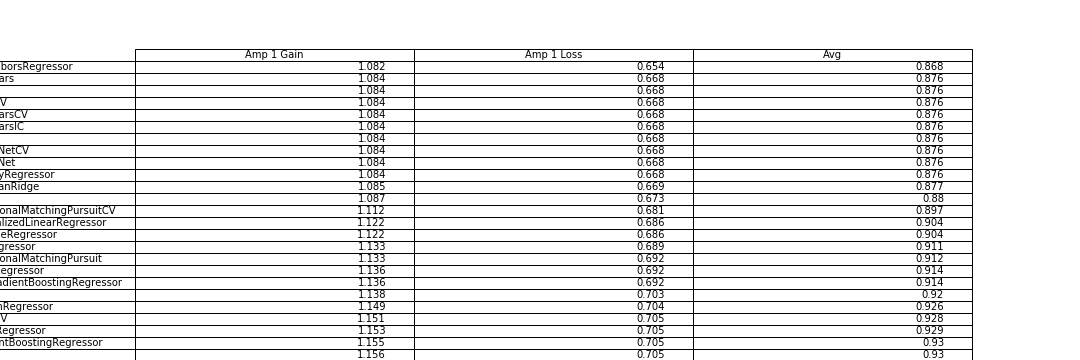 Amp 1 Gain Amp 1 Loss Avg
borsRegressor 1.082 0.654 0.868
ars 1.084 0.668 0.876
1.084 0.668 0.876
V 1.084 0.668 0.876
arsCV 1.084 0.668 0.876
arsIC 1.084 0.668 0.876
1.084 0.668 0.876
NetCV 1.084 0.668 0.876
Net 1.084 0.668 0.876
yRegressor 1.084 0.668 0.876
anRidge 1.085 0.669 0.877
1.087 0.673 0.88
onalMatchingPursuitCV 1.112 0.681 0.897
alizedLinearRegressor 1.122 0.686 0.904
eRegressor 1.122 0.686 0.904
gressor 1.133 0.689 0.911
onalMatchingPursuit 1.133 0.692 0.912
egressor 1.136 0.692 0.914
adientBoostingRegressor 1.136 0.692 0.914
1.138 0.703 0.92
nRegressor 1.149 0.704 0.926
V 1.151 0.705 0.928
Regressor 1.153 0.705 0.929
ntBoostingRegressor 1.155 0.705 0.93
1.156 0.705 0.93